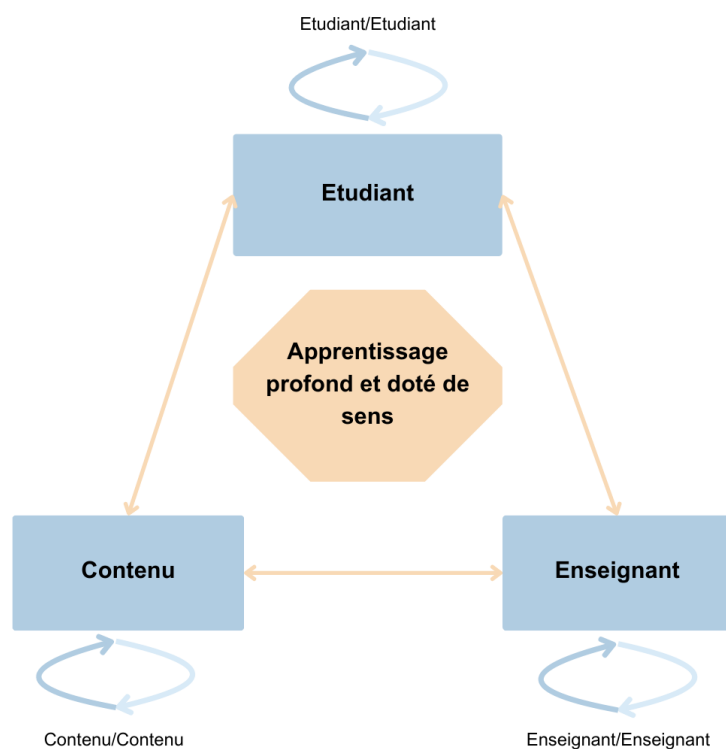 Etudiant/Etudiant
Etudiant
Apprentissage
profond et doté de
sens
Contenu
Enseignant
Contenu/Contenu
Enseignant/Enseignant